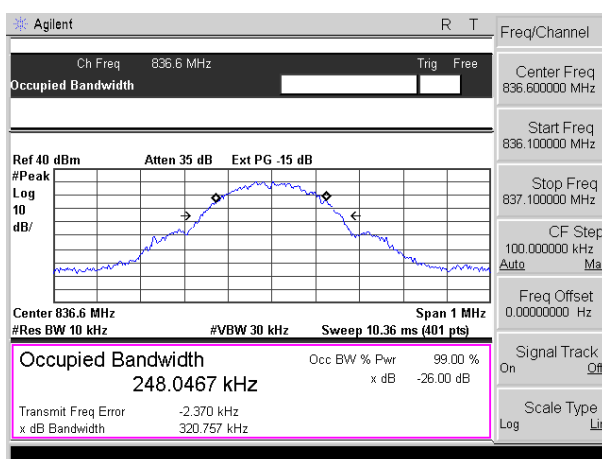 Agilent R T
Ch Freq 836.6 MHz Trig Free
Occupied Bandwidth
Ref 40 dBm Atten 35 dB Ext PG -15 dB
#Peak
Log
10
dB/
Center 836.6 MHz Span 1 MHz
#Res BW 10 kHz #VBW 30 kHz Sweep 10.36 ms (401 pts)
Occupied Bandwidth Occ BW % Pwr 99.00 %
248.0467 kHz x dB -26.00 dB
Transmit Freq Error -2.370 kHz
x dB Bandwidth 320.757 kHz
Freq/Channel
Center Freq
836.600000 MHz
Start Freq
836.100000 MHz
Stop Freq
837.100000 MHz
CF Step
100.000000 kHz
Auto Ma
Freq Offset
0.00000000 Hz
Signal Track
On Off
Scale Type
Log Lin